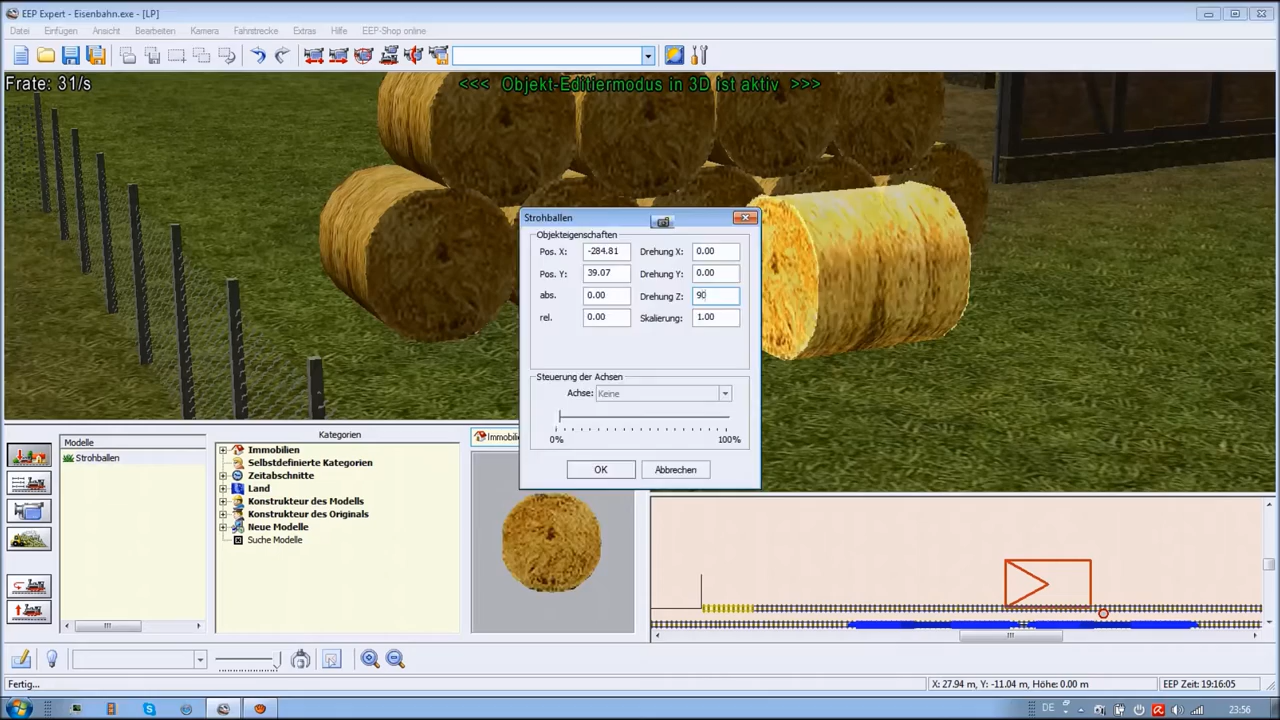 EEP Expert - Eisenbahn.exe - [LP]
Datei Einfügen Ansicht Bearbeiten Kamera Fahrstrecke Extras Hilfe EEP-Shop online
Frate: 31/s
<<< Objekt-Editiermodus in 3D ist aktiv >>>
Strohballen
Objekteigenschaften
Pos. X: -284.81 Drehung X: 0.00
Pos. Y: 39.07 Drehung Y: 0.00
abs. 0.00 Drehung Z: 90
rel. 0.00 Skalierung: 1.00
Steuerung der Achsen
Achse: Keine
0% 100%
OK Abbrechen
Modelle
Strohballen
Kategorien
Immobilien
Selbstdefinierte Kategorien
Zeitabschnitte
Land
Konstrukteur des Modells
Konstrukteur des Originals
Neue Modelle
Suche Modelle
Immobilie
Fertig...
X: 27.94 m, Y: -11.04 m, Höhe: 0.00 m
EEP Zeit: 19:16:05
DE
23:56